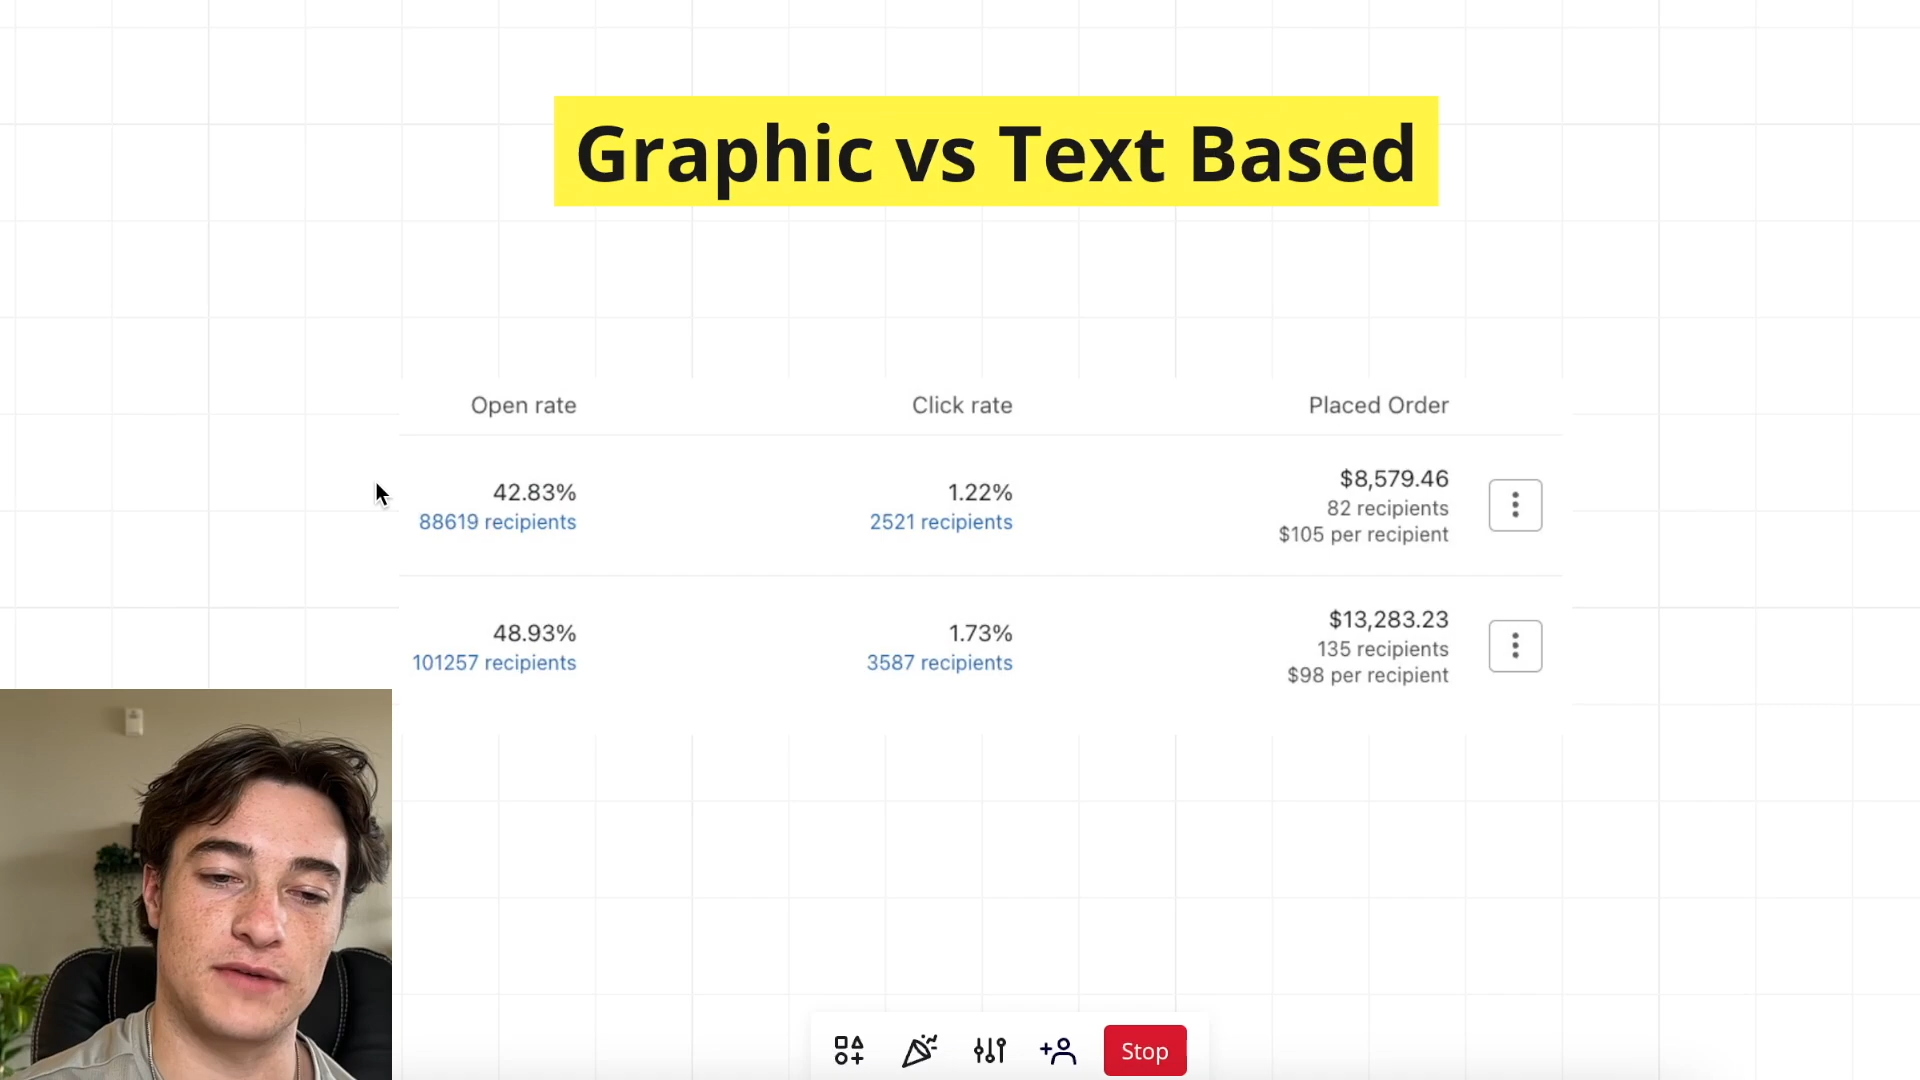 Graphic vs Text Based
Open rate Click rate Placed Order
42.83% 1.22% $8,579.46
88619 recipients 2521 recipients 82 recipients
$105 per recipient
48.93% 1.73% $13,283.23
101257 recipients 3587 recipients 135 recipients
$98 per recipient
Stop